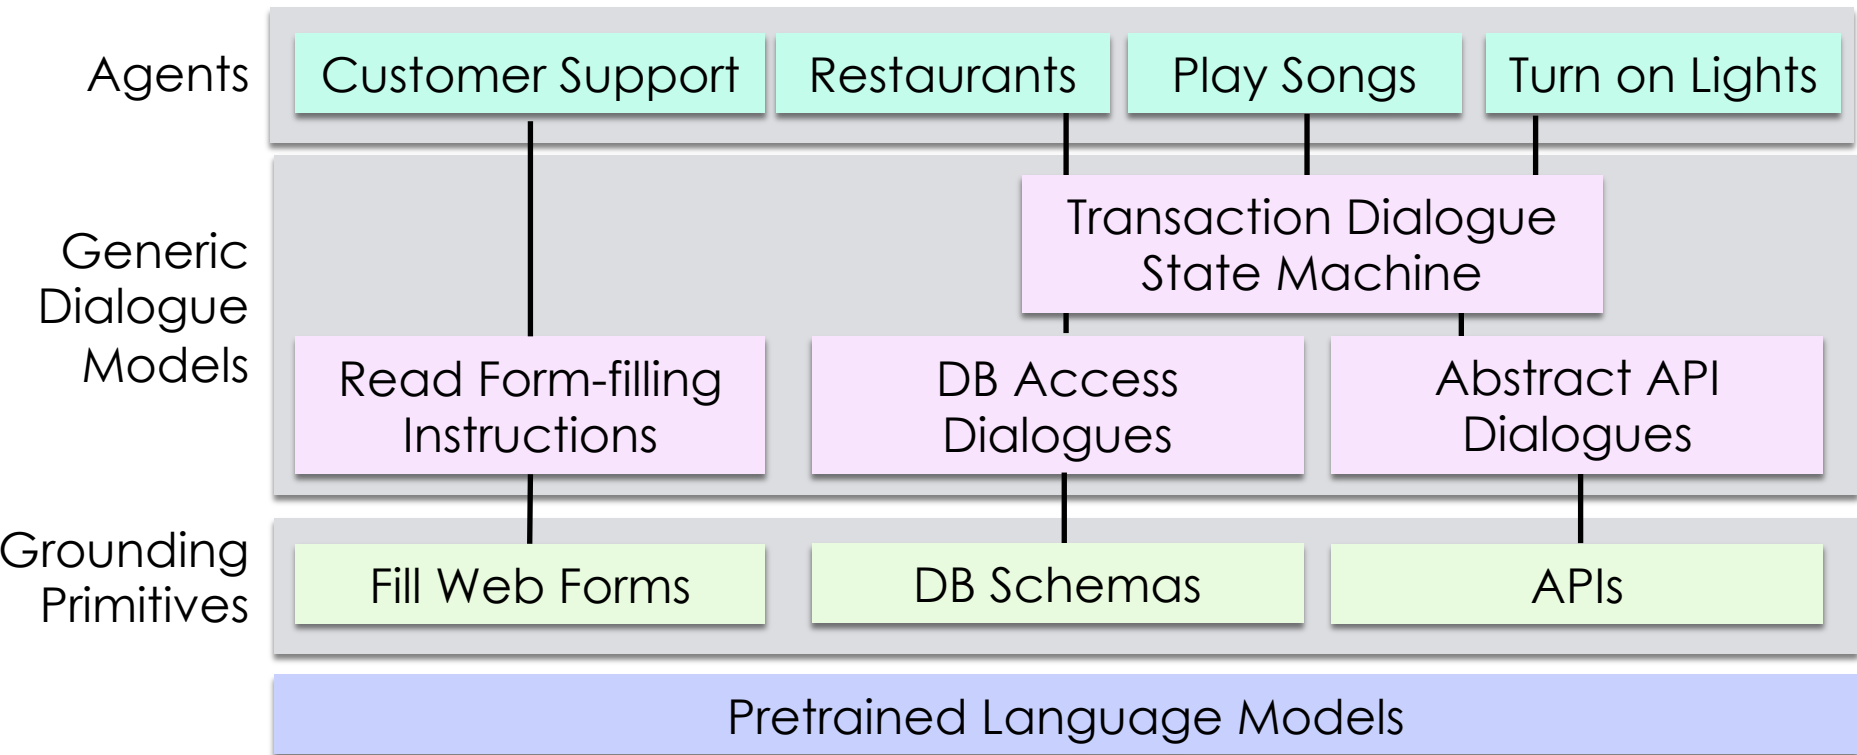 Agents
Customer Support
Restaurants
Play Songs
Turn on Lights
Generic
Dialogue
Models
Transaction Dialogue
State Machine
Read Form-filling
Instructions
DB Access
Dialogues
Abstract API
Dialogues
Grounding
Primitives
Fill Web Forms
DB Schemas
APIs
Pretrained Language Models